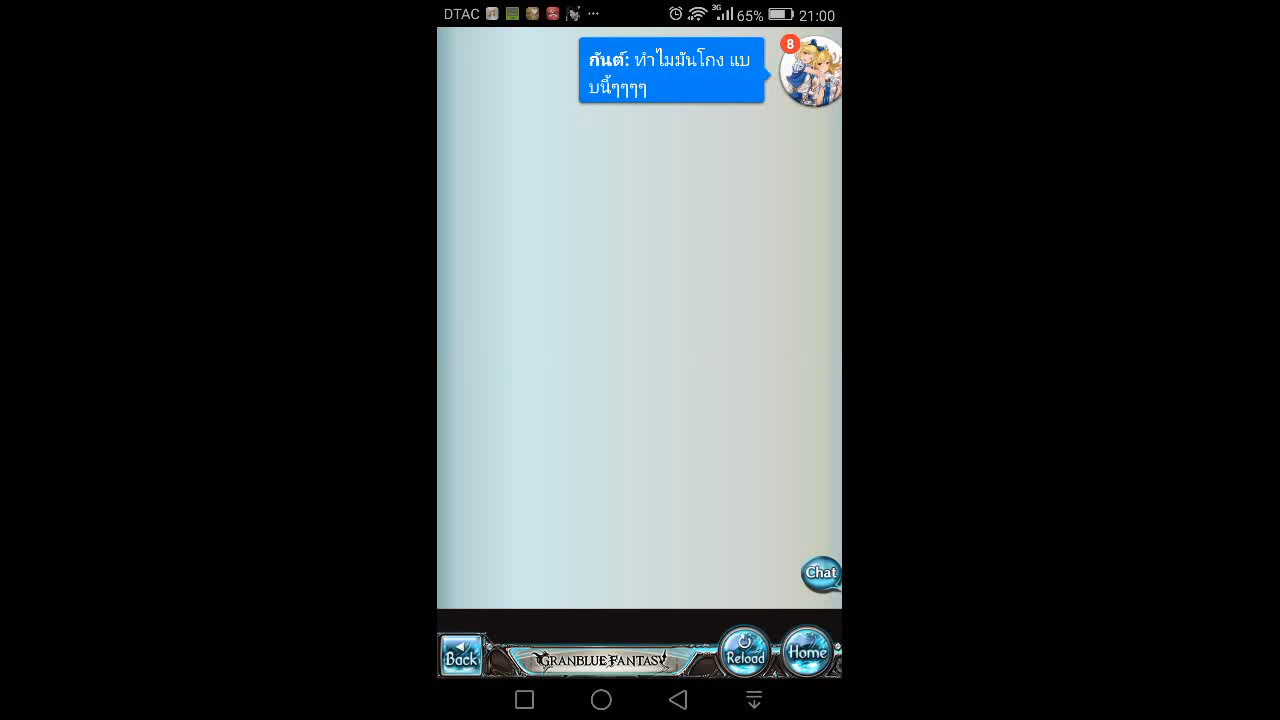 DTAC 3G 65% 21:00
8
กันต์: ทำไมมันโกง แบ
บนี้ๆๆๆๆ
Chat
Back GRANBLUE FANTASY Reload Home